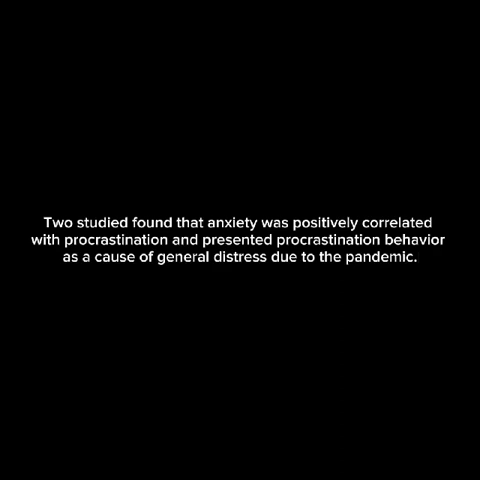 Two studied found that anxiety was positively correlated
with procrastination and presented procrastination behavior
as a cause of general distress due to the pandemic.